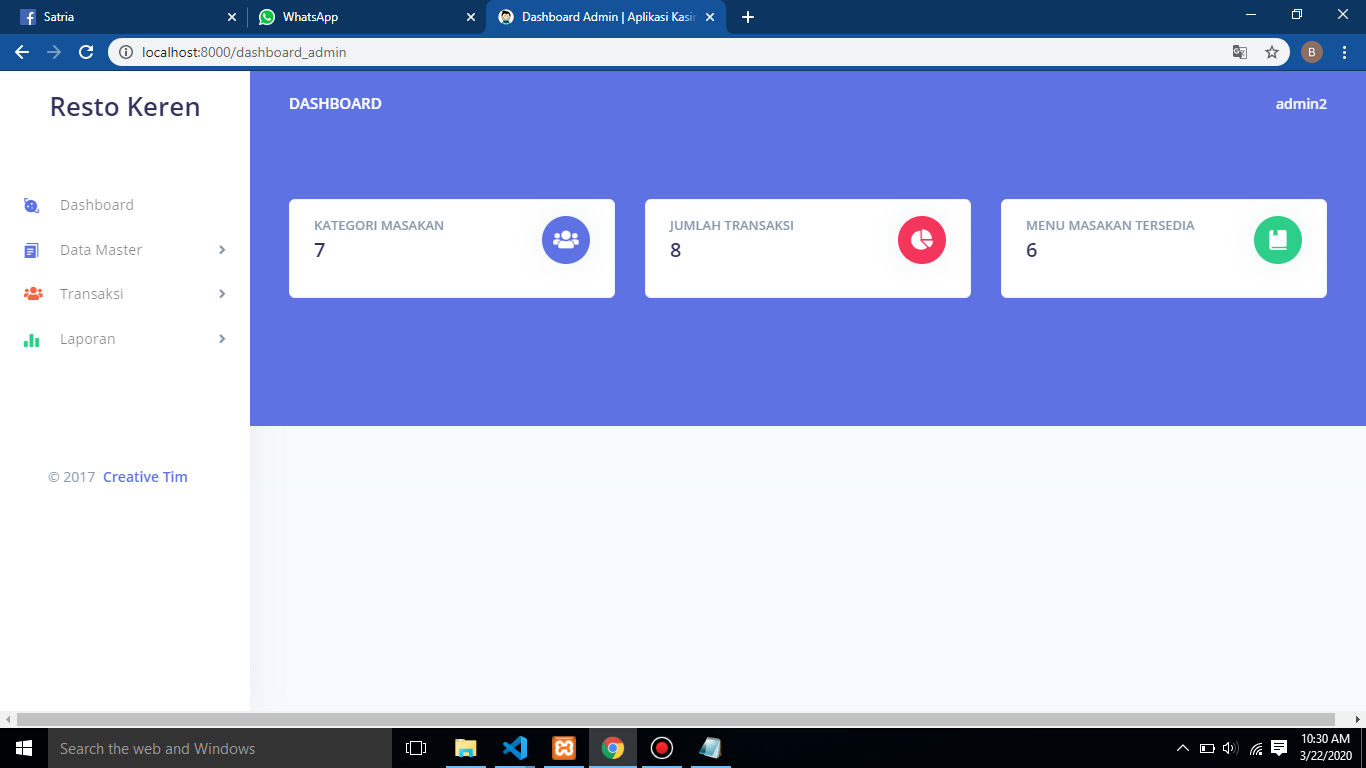 Satria
WhatsApp
Dashboard Admin | Aplikasi Kasir
localhost:8000/dashboard_admin
B
Resto Keren
DASHBOARD
admin2
Dashboard
Data Master
Transaksi
Laporan
KATEGORI MASAKAN
7
JUMLAH TRANSAKSI
8
MENU MASAKAN TERSEDIA
6
© 2017 Creative Tim
Search the web and Windows
10:30 AM
3/22/2020